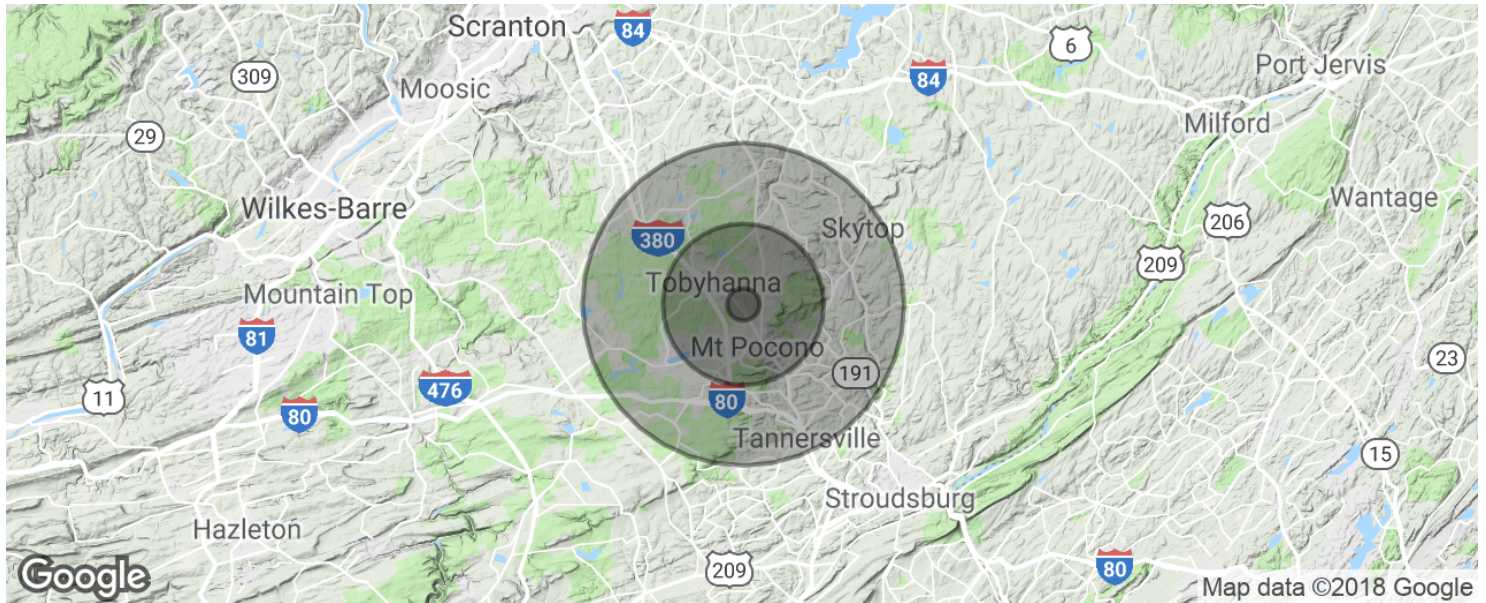 Scranton
84
6
Port Jervis
309
Moosic
84
29
Milford
Wilkes-Barre
Wantage
Skytop
206
380
209
Tobyhanna
Mountain Top
81
Mt Pocono
23
191
476
11
80
80
Tannersville
15
Stroudsburg
Hazleton
209
80
Google
Map data ©2018 Google